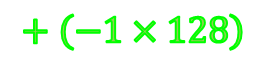 + (−1 × 128)